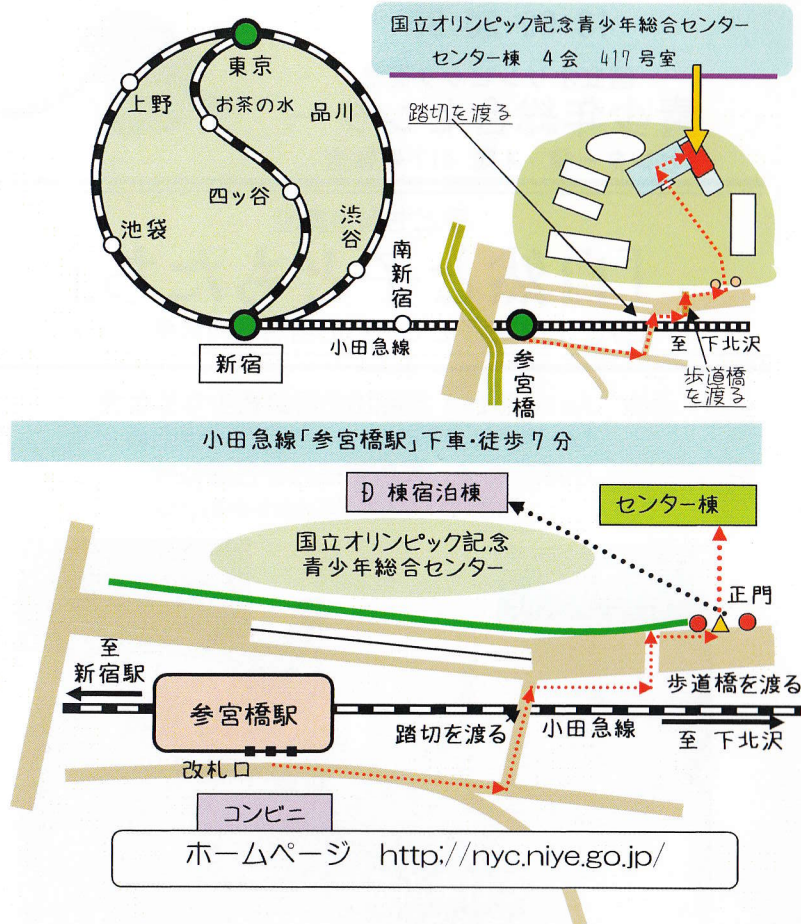 国立オリンピック記念青少年総合センター
センター棟 4会 417号室
東京
上野
お茶の水
品川
踏切を渡る
四ッ谷
池袋
渋谷
南新宿
新宿
小田急線
参宮橋
至 下北沢
歩道橋
を渡る
小田急線「参宮橋駅」下車・徒歩7分
D 棟宿泊棟
センター棟
国立オリンピック記念
青少年総合センター
正門
至
新宿駅
歩道橋を渡る
参宮橋駅
踏切を渡る
小田急線
至 下北沢
改札口
コンビニ
ホームページ http://nyc.niye.go.jp/